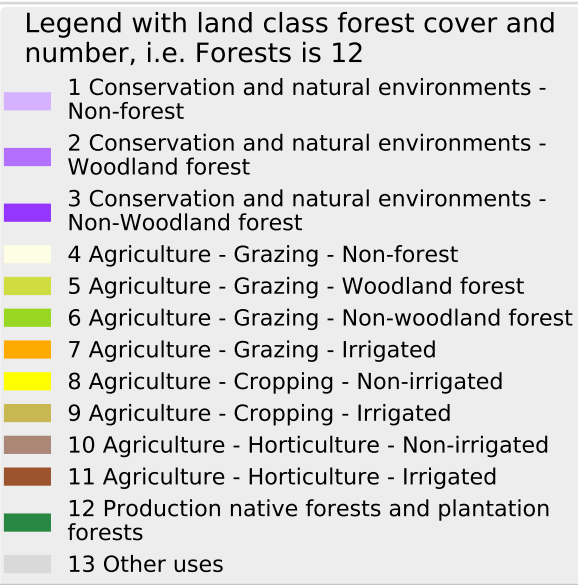 Legend with land class forest cover and
number, i.e. Forests is 12
1 Conservation and natural environments -
Non-forest
2 Conservation and natural environments -
Woodland forest
3 Conservation and natural environments -
Non-Woodland forest
4 Agriculture - Grazing - Non-forest
5 Agriculture - Grazing - Woodland forest
6 Agriculture - Grazing - Non-woodland forest
7 Agriculture - Grazing - Irrigated
8 Agriculture - Cropping - Non-irrigated
9 Agriculture - Cropping - Irrigated
10 Agriculture - Horticulture - Non-irrigated
11 Agriculture - Horticulture - Irrigated
12 Production native forests and plantation
forests
13 Other uses